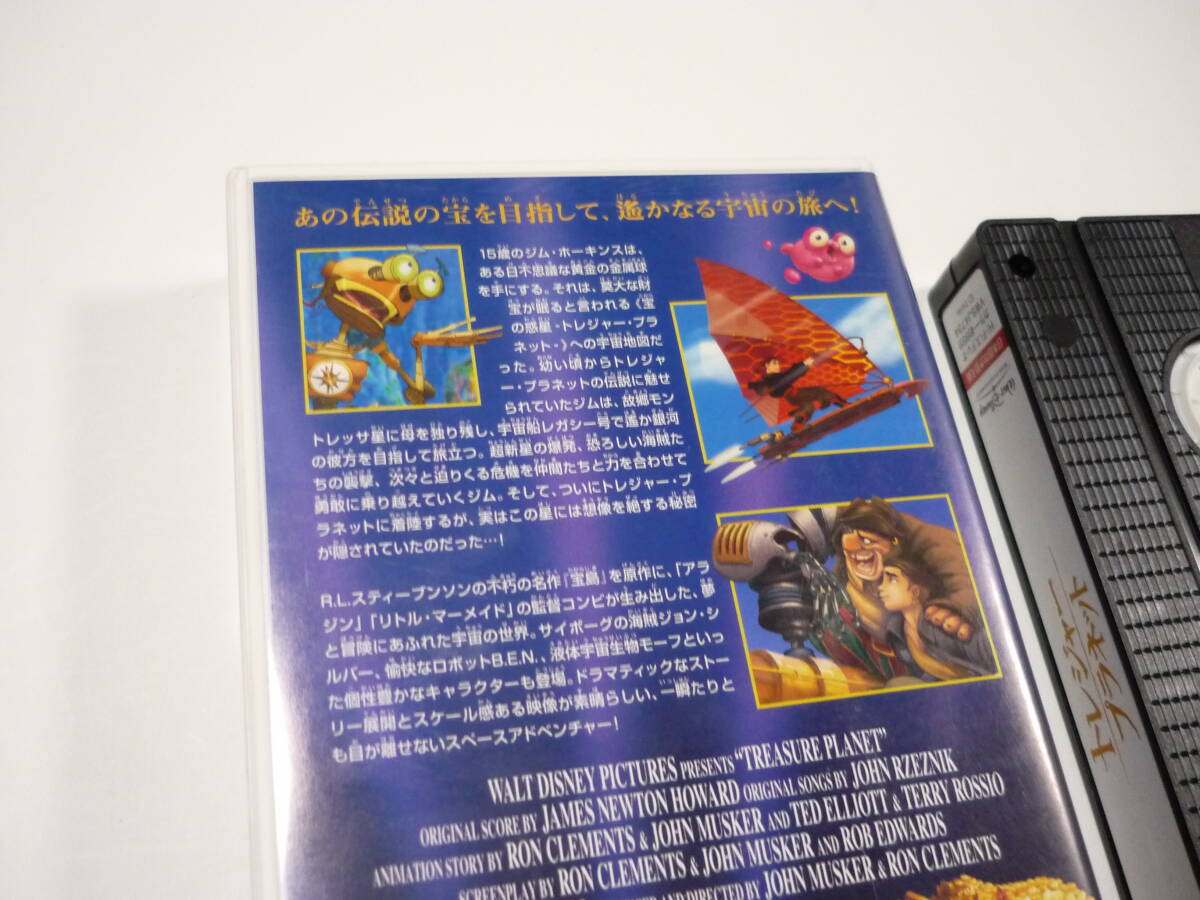 あの伝説の宝を目指して、遙かなる宇宙の旅へ!
15歳のジム・ホーキンスは、
ある日不思議な黄金の金属球
を手にする。それは、莫大な財
宝が眠ると言われる〈宝
の惑星-トレジャー・プラ
ネット-〉への宇宙地図だ
った。幼い頃からトレジャ
ー・プラネットの伝説に魅せ
られていたジムは、故郷モン
トレッサ星に母を独り残し、宇宙船レガシー号で遙か銀河
の彼方を目指して旅立つ。超新星の爆発、恐ろしい海賊た
ちの襲撃、次々と迫りくる危機を仲間たちと力を合わせて
勇敢に乗り越えていくジム。そして、ついにトレジャー・プ
ラネットに着陸するが、実はこの星には想像を絶する秘密
が隠されていたのだった…!
R.L.スティーブンソンの不朽の名作『宝島』を原作に、「アラ
ジン」「リトル・マーメイド」の監督コンビが生み出した、夢
と冒険にあふれた宇宙の世界。サイボーグの海賊ジョン・シ
ルバー、愉快なロボットB.E.N.、液体宇宙生物モーフといっ
た個性豊かなキャラクターも登場。ドラマティックなストー
リー展開とスケール感ある映像が素晴らしい、一瞬たりと
も目が離せないスペースアドベンチャー!
WALT DISNEY PICTURES PRESENTS "TREASURE PLANET"
ORIGINAL SCORE BY JAMES NEWTON HOWARD ORIGINAL SONGS BY JOHN RZEZNIK
ANIMATION STORY BY RON CLEMENTS & JOHN MUSKER AND TED ELLIOTT & TERRY ROSSIO
SCREENPLAY BY RON CLEMENTS & JOHN MUSKER AND ROB EDWARDS
AND DIRECTED BY JOHN MUSKER & RON CLEMENTS
トレジャー
プラネット